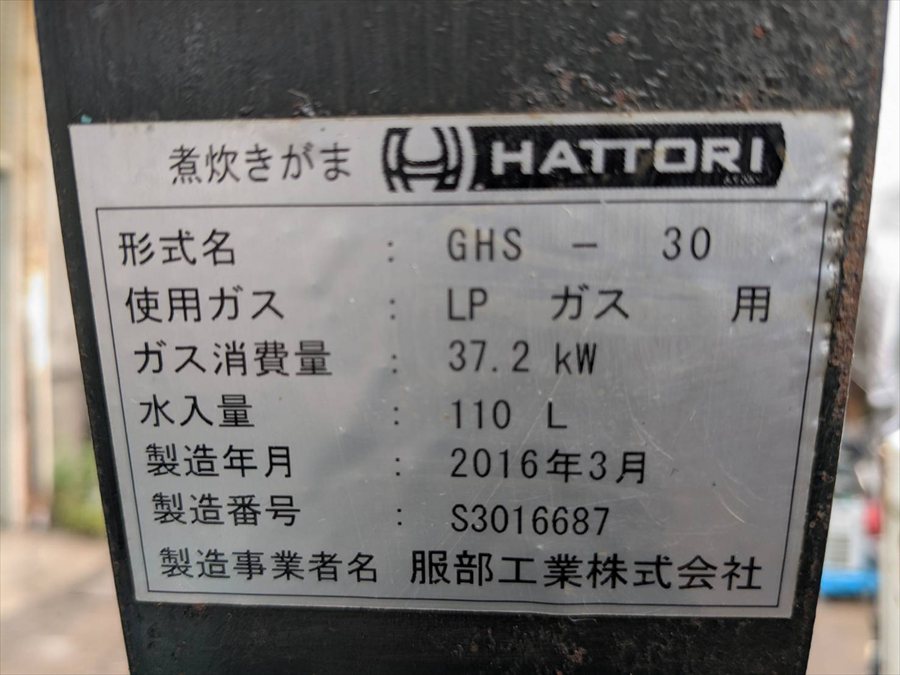 煮炊きがま HATTORI
形式名 : GHS - 30
使用ガス : LP ガス 用
ガス消費量 : 37.2 kW
水入量 : 110 L
製造年月 : 2016年3月
製造番号 : S3016687
製造事業者名 服部工業株式会社